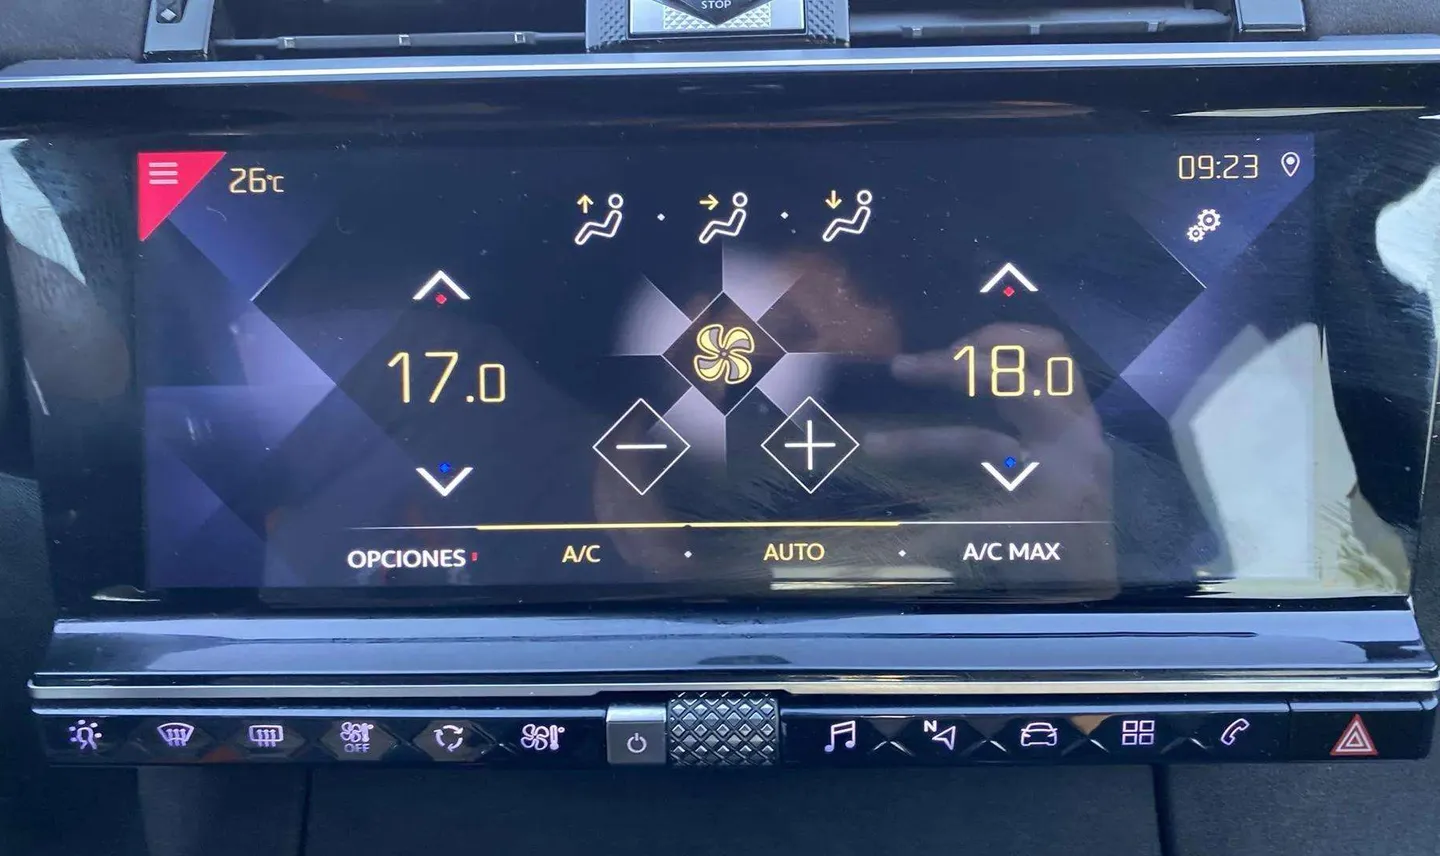 STOP
26°C
09:23
17.0
18.0
OPCIONES
A/C
AUTO
A/C MAX
OFF
N